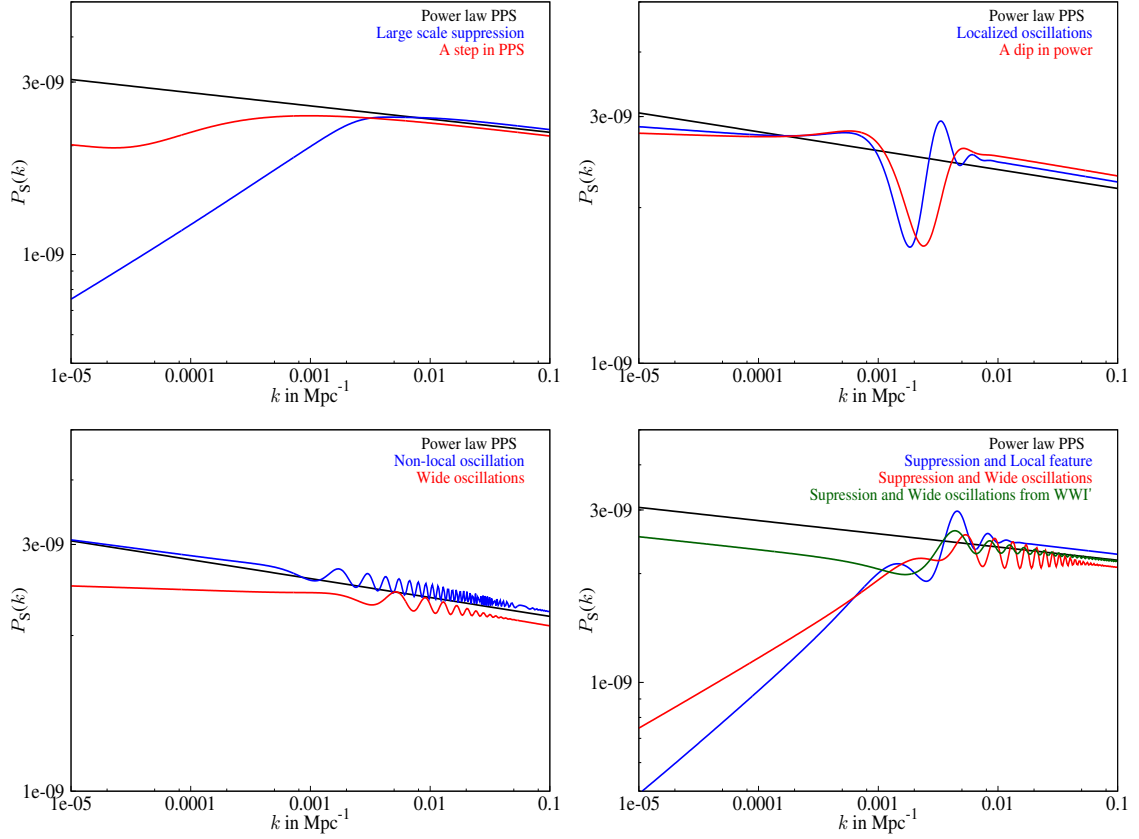 Power law PPS
Large scale suppression
A step in PPS
3e-09
1e-09
P_S(k)
1e-05 0.0001 0.001 0.01 0.1
k in Mpc⁻¹
Power law PPS
Localized oscillations
A dip in power
3e-09
1e-09
P_S(k)
1e-05 0.0001 0.001 0.01 0.1
k in Mpc⁻¹
Power law PPS
Non-local oscillation
Wide oscillations
3e-09
1e-09
P_S(k)
1e-05 0.0001 0.001 0.01 0.1
k in Mpc⁻¹
Power law PPS
Suppression and Local feature
Suppression and Wide oscillations
Supression and Wide oscillations from WWI'
3e-09
1e-09
P_S(k)
1e-05 0.0001 0.001 0.01 0.1
k in Mpc⁻¹